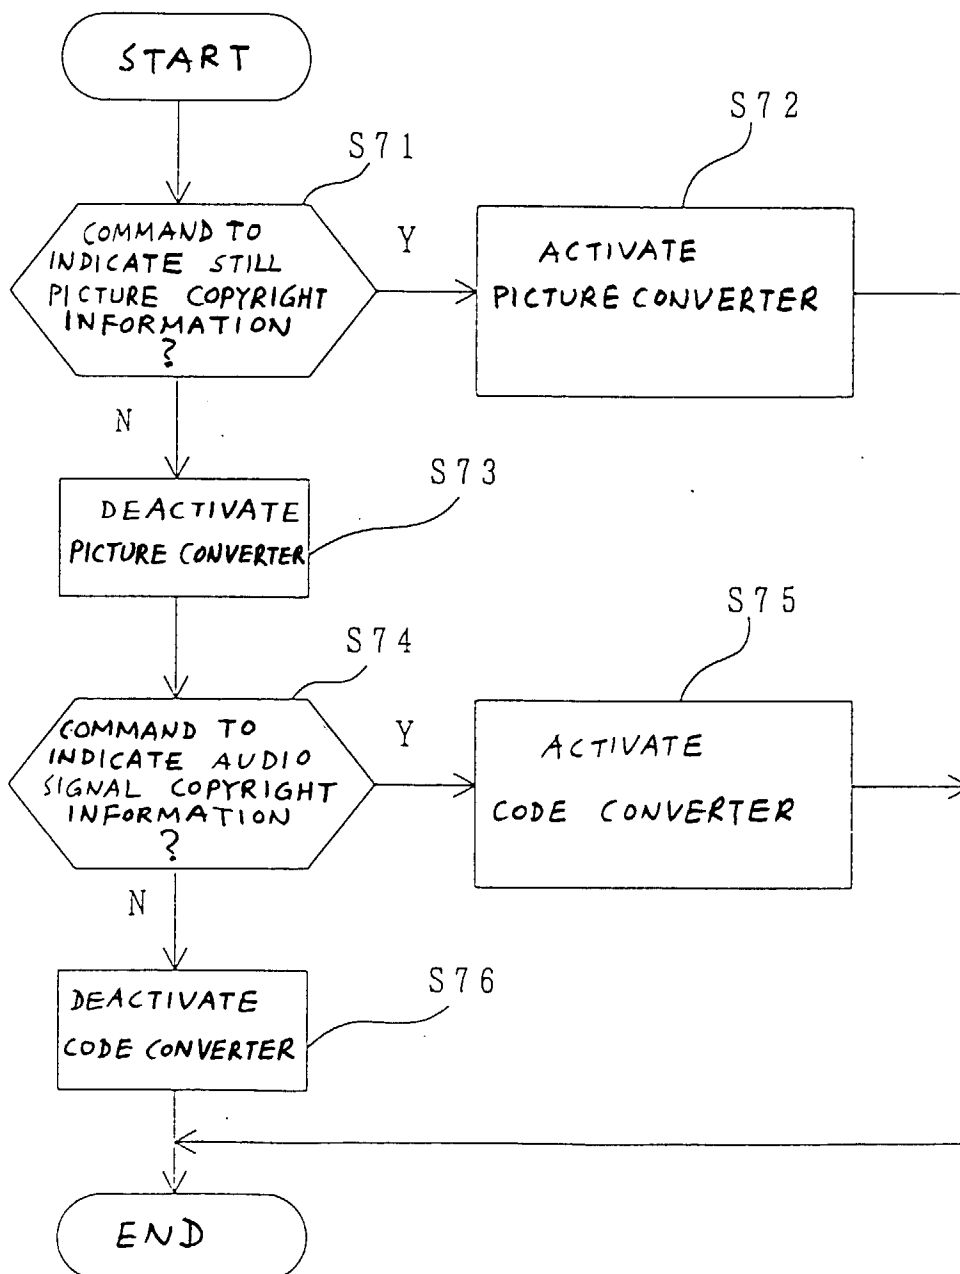 START
S71
COMMAND TO
INDICATE STILL
PICTURE COPYRIGHT
INFORMATION
?
Y
S72
ACTIVATE
PICTURE CONVERTER
N
S73
DEACTIVATE
PICTURE CONVERTER
S74
COMMAND TO
INDICATE AUDIO
SIGNAL COPYRIGHT
INFORMATION
?
Y
S75
ACTIVATE
CODE CONVERTER
N
S76
DEACTIVATE
CODE CONVERTER
END